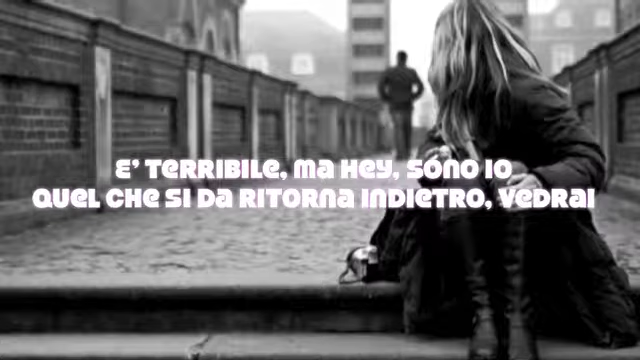 E' TERRIBILE, MA HEY, SONO IO
QUEL CHE SI DA RITORNA INDIETRO, VEDRAI